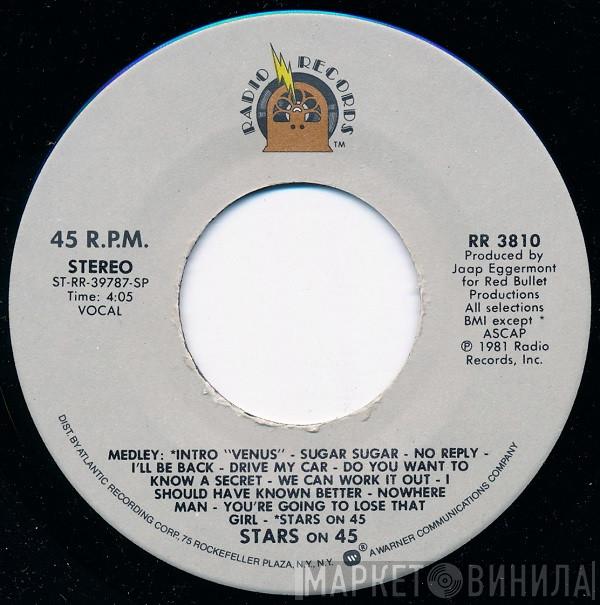 RADIO RECORDS
TM
45 R.P.M.
STEREO
ST-RR-39787-SP
Time: 4:05
VOCAL
RR 3810
Produced by
Jaap Eggermont
for Red Bullet
Productions
All selections
BMI except *
ASCAP
℗ 1981 Radio
Records, Inc.
MEDLEY: *INTRO "VENUS" - SUGAR SUGAR - NO REPLY -
I'LL BE BACK - DRIVE MY CAR - DO YOU WANT TO
KNOW A SECRET - WE CAN WORK IT OUT - I
SHOULD HAVE KNOWN BETTER - NOWHERE
MAN - YOU'RE GOING TO LOSE THAT
GIRL - *STARS ON 45
STARS ON 45
DIST. BY ATLANTIC RECORDING CORP., 75 ROCKEFELLER PLAZA, N.Y., N.Y. W ® A WARNER COMMUNICATIONS COMPANY
МАРКЕТ ВИНИЛА